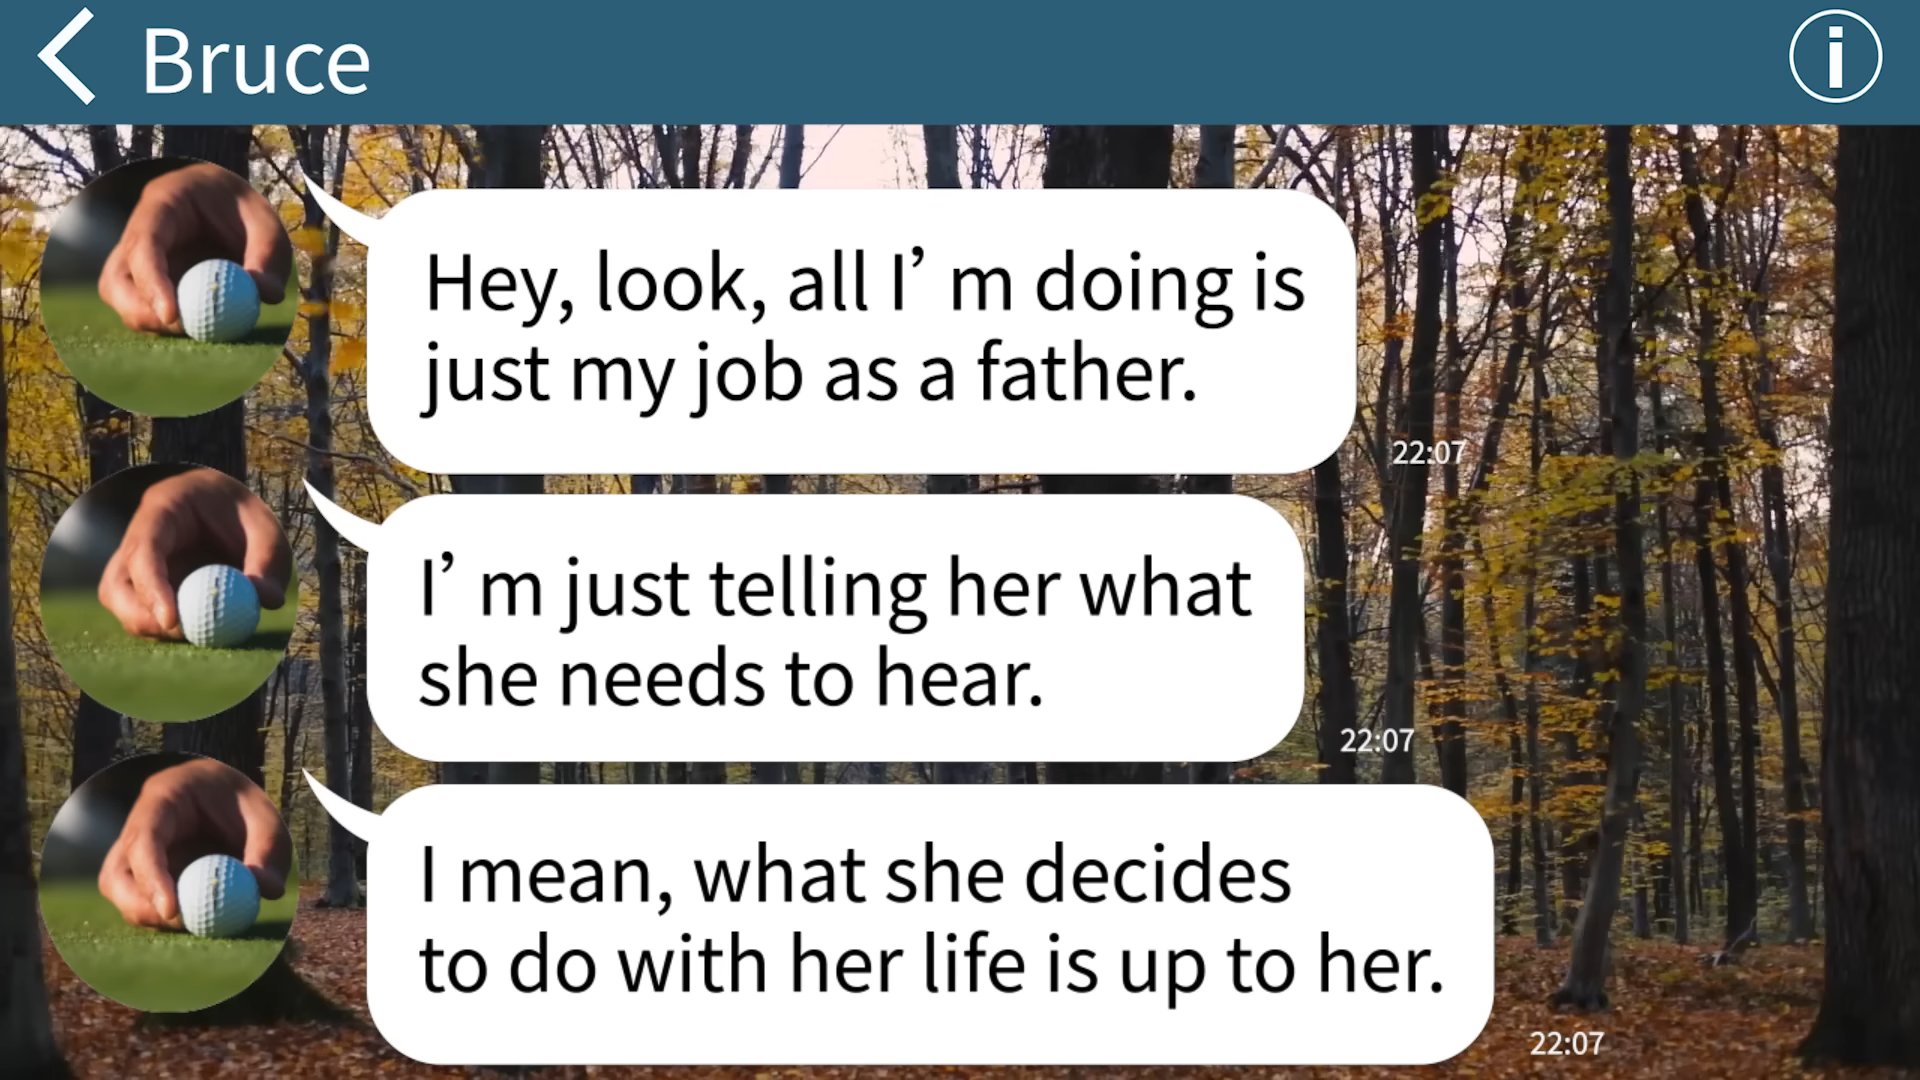 Bruce
Hey, look, all I’m doing is
just my job as a father.
22:07
I’m just telling her what
she needs to hear.
22:07
I mean, what she decides
to do with her life is up to her.
22:07